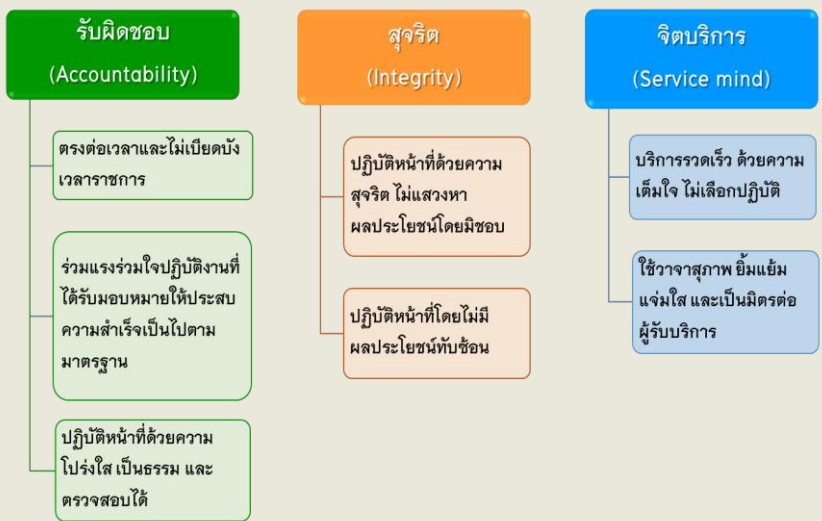 รับผิดชอบ
(Accountability)
ตรงต่อเวลาและไม่เบียดบัง
เวลาราชการ
ร่วมแรงร่วมใจปฏิบัติงานที่
ได้รับมอบหมายให้ประสบ
ความสำเร็จเป็นไปตาม
มาตรฐาน
ปฏิบัติหน้าที่ด้วยความ
โปร่งใส เป็นธรรม และ
ตรวจสอบได้
สุจริต
(Integrity)
ปฏิบัติหน้าที่ด้วยความ
สุจริต ไม่แสวงหา
ผลประโยชน์โดยมิชอบ
ปฏิบัติหน้าที่โดยไม่มี
ผลประโยชน์ทับซ้อน
จิตบริการ
(Service mind)
บริการรวดเร็ว ด้วยความ
เต็มใจ ไม่เลือกปฏิบัติ
ใช้วาจาสุภาพ ยิ้มแย้ม
แจ่มใส และเป็นมิตรต่อ
ผู้รับบริการ